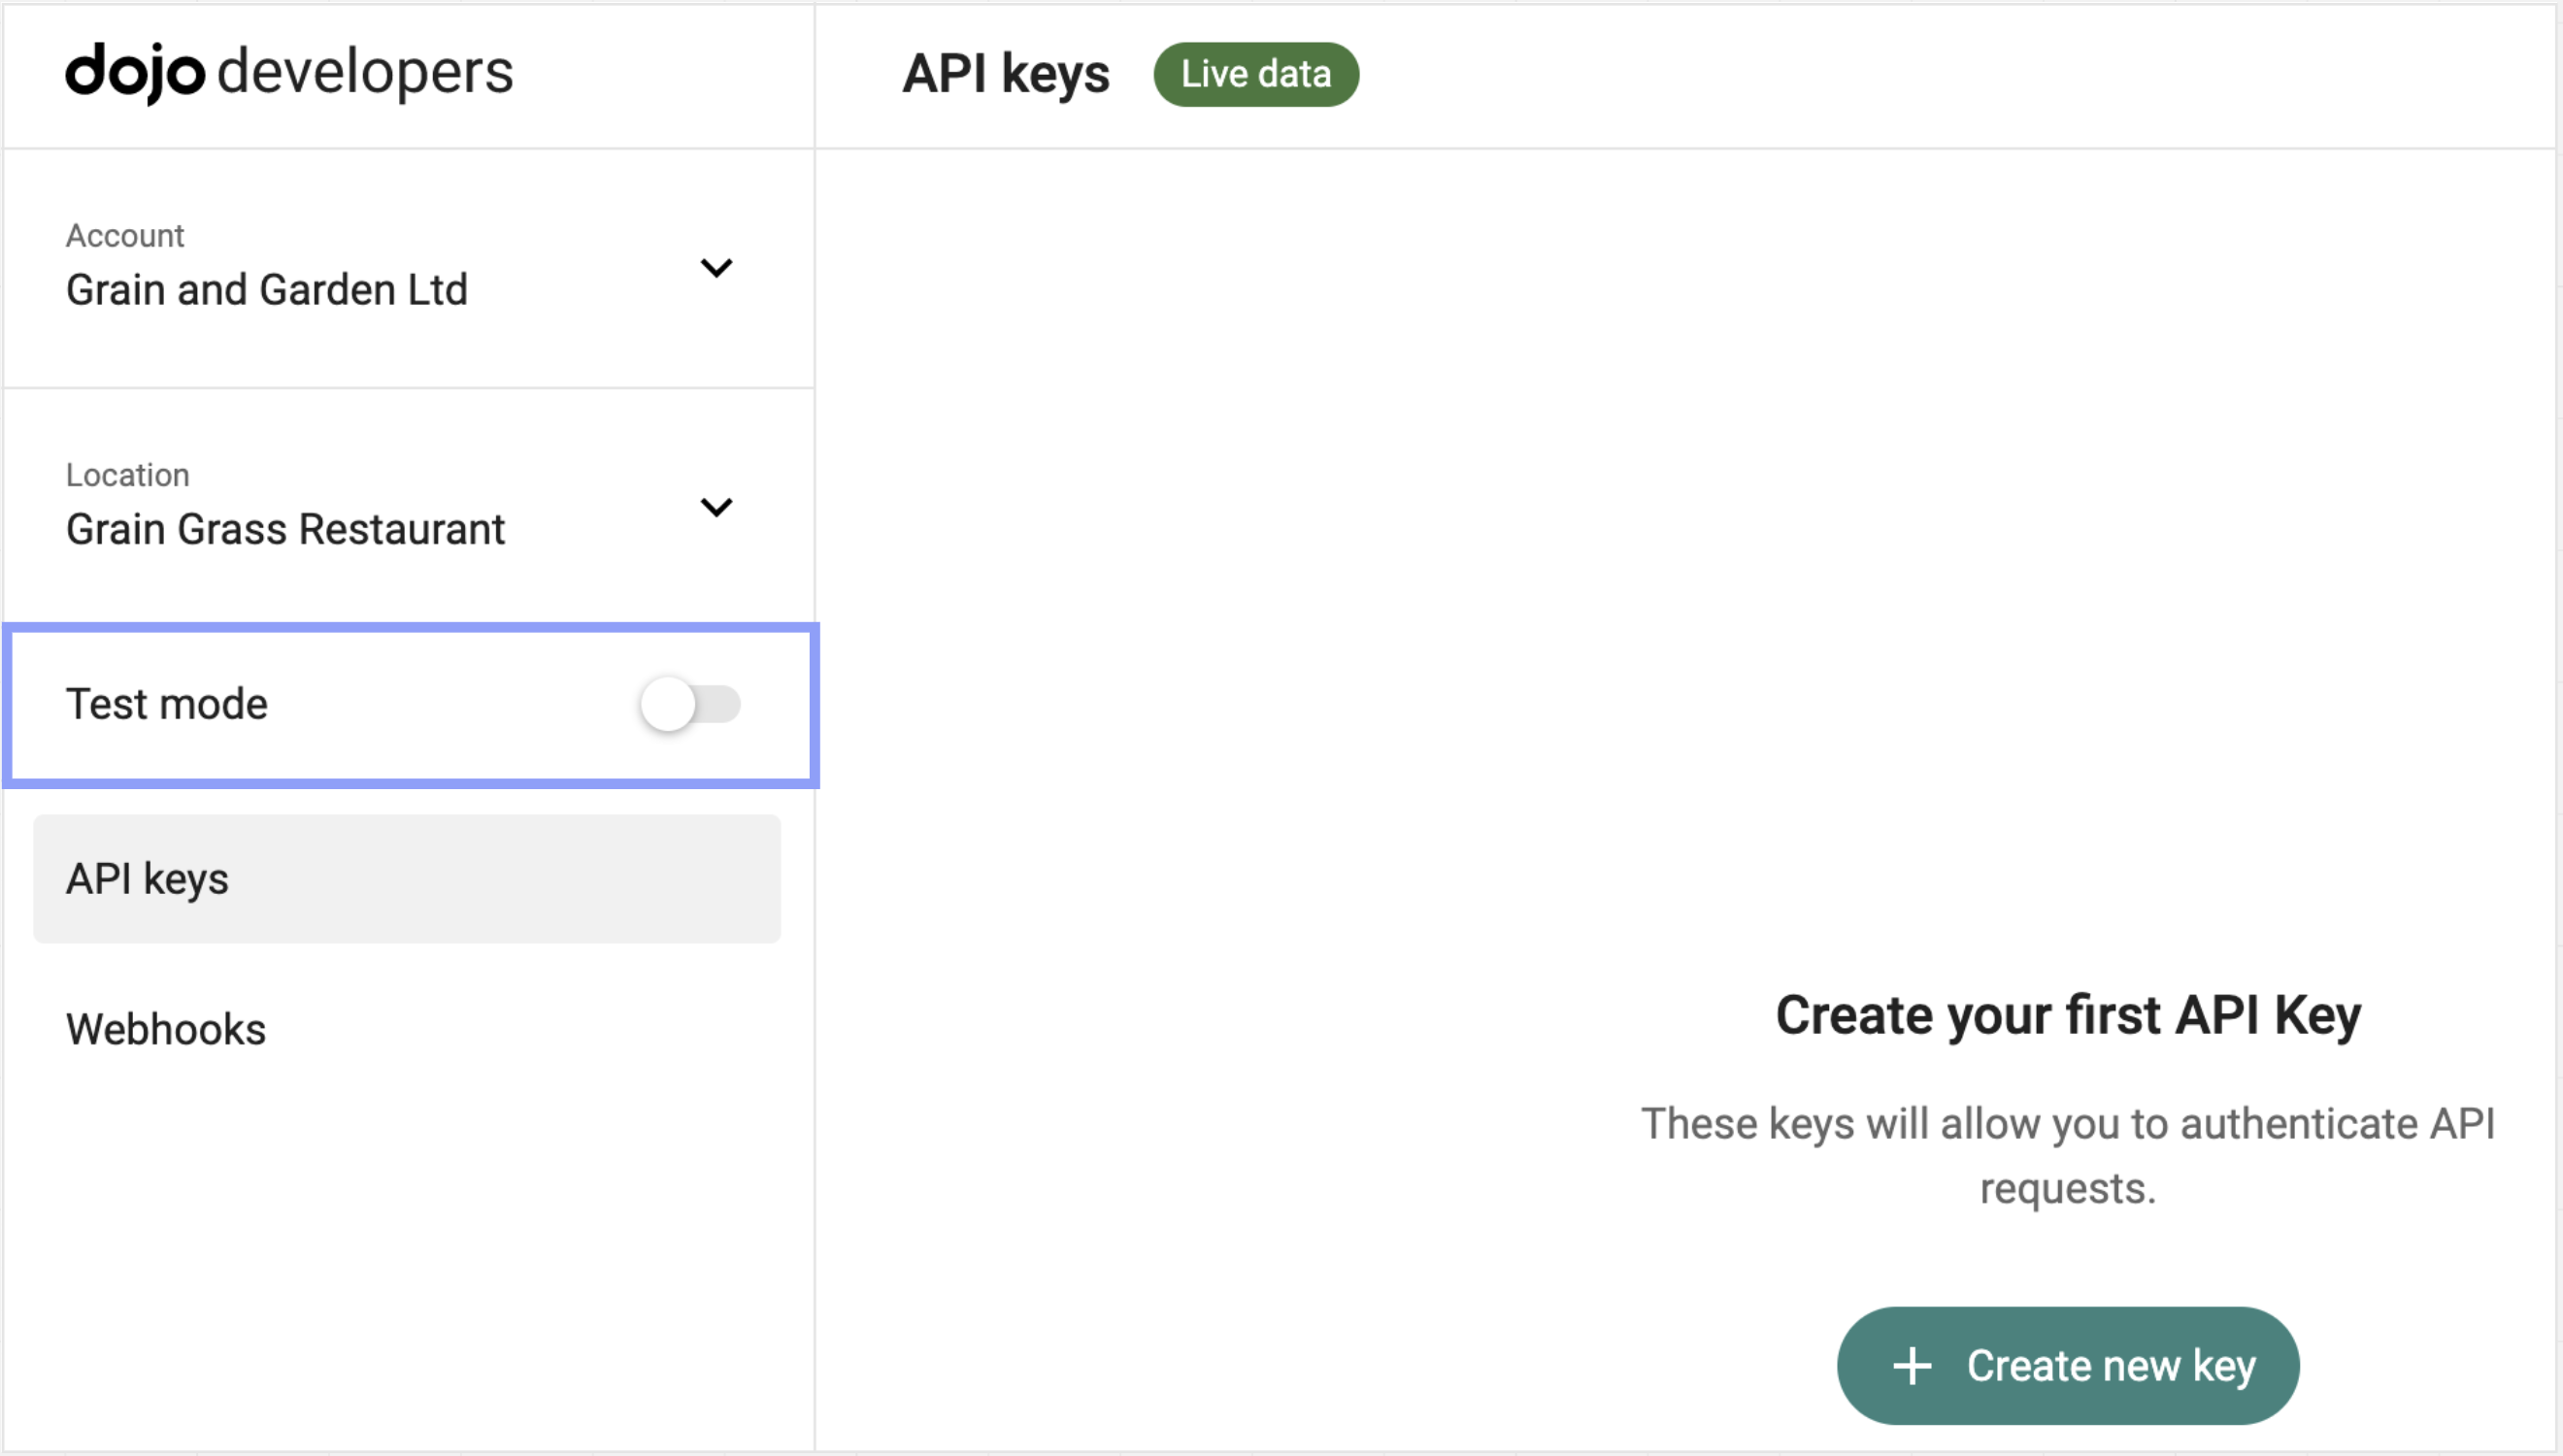 dojo developers
API keys
Live data
Account
Grain and Garden Ltd
Location
Grain Grass Restaurant
Test mode
API keys
Webhooks
Create your first API Key
These keys will allow you to authenticate API
requests.
+ Create new key